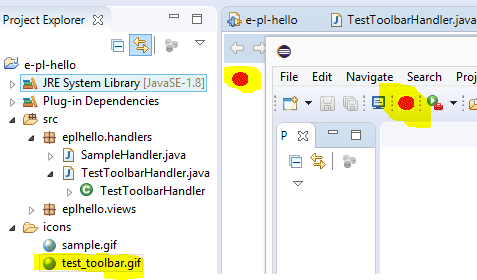 Project Explorer
e-pl-hello
TestToolbarHandler.java
e-pl-hello
JRE System Library [JavaSE-1.8]
Plug-in Dependencies
src
eplhello.handlers
SampleHandler.java
TestToolbarHandler.java
TestToolbarHandler
eplhello.views
icons
sample.gif
test_toolbar.gif
File Edit Navigate Search Proj
P